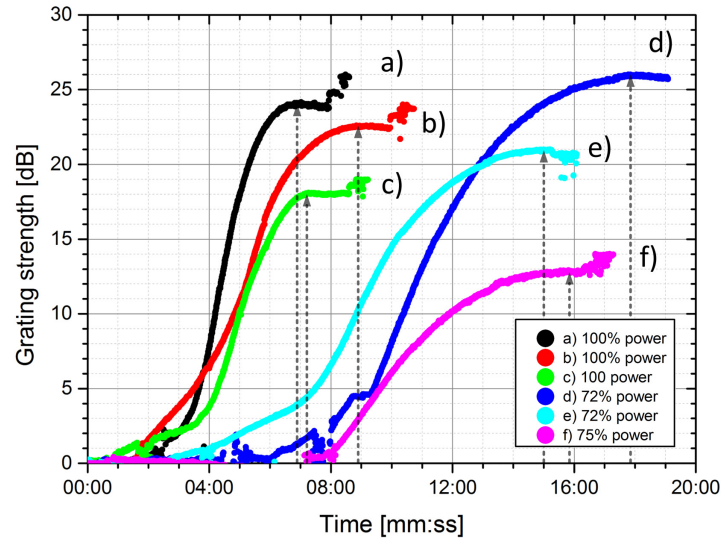 30
25
20
15
10
5
0
Grating strength [dB]
a)
b)
c)
d)
e)
f)
a) 100% power
b) 100% power
c) 100 power
d) 72% power
e) 72% power
f) 75% power
00:00 04:00 08:00 12:00 16:00 20:00
Time [mm:ss]